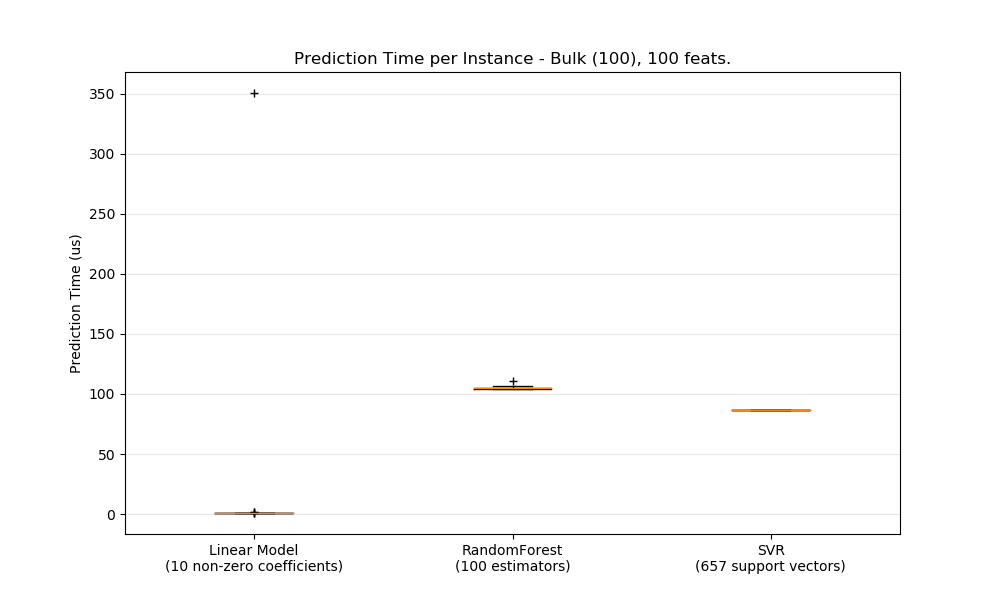 Prediction Time per Instance - Bulk (100), 100 feats.
Prediction Time (us)
350
300
250
200
150
100
50
0
Linear Model
(10 non-zero coefficients)
RandomForest
(100 estimators)
SVR
(657 support vectors)